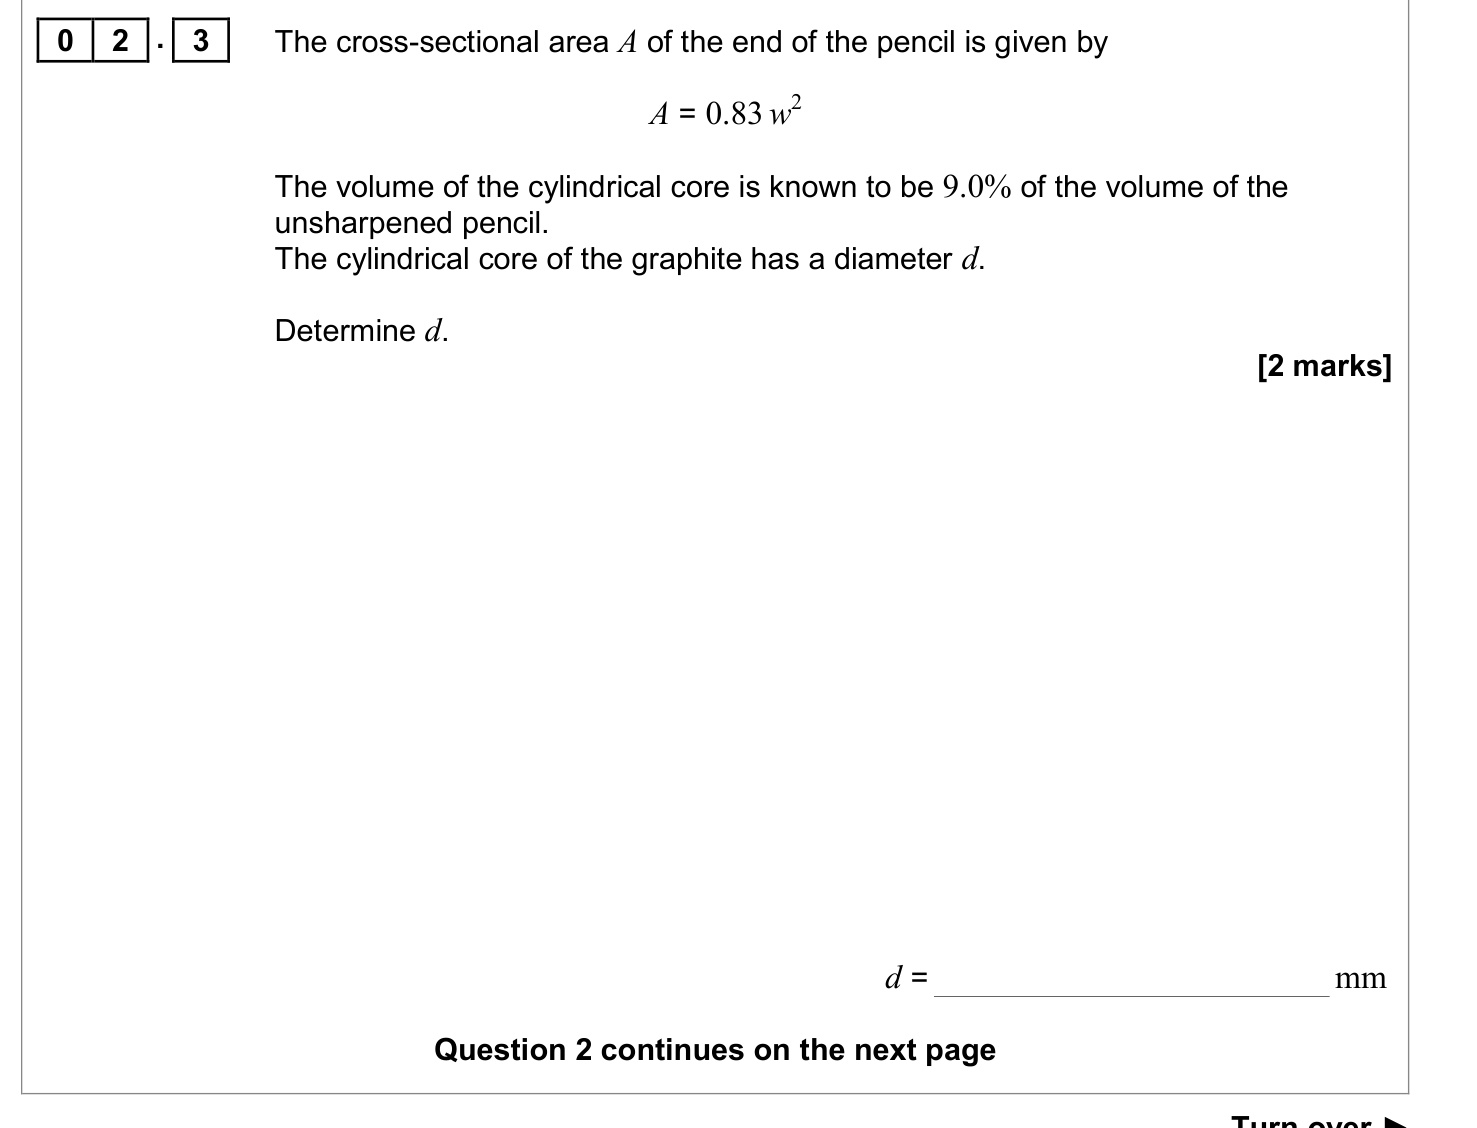 0 2 . 3 The cross-sectional area A of the end of the pencil is given by
A = 0.83 w²
The volume of the cylindrical core is known to be 9.0% of the volume of the
unsharpened pencil.
The cylindrical core of the graphite has a diameter d.
Determine d.
[2 marks]
d = mm
Question 2 continues on the next page
Turn over ►